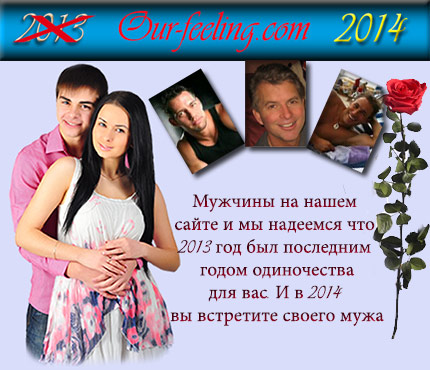 2013 Our-feeling.com 2014
Мужчины на нашем
сайте и мы надеемся что
2013 год был последним
годом одиночества
для вас. И в 2014
вы встретите своего мужа